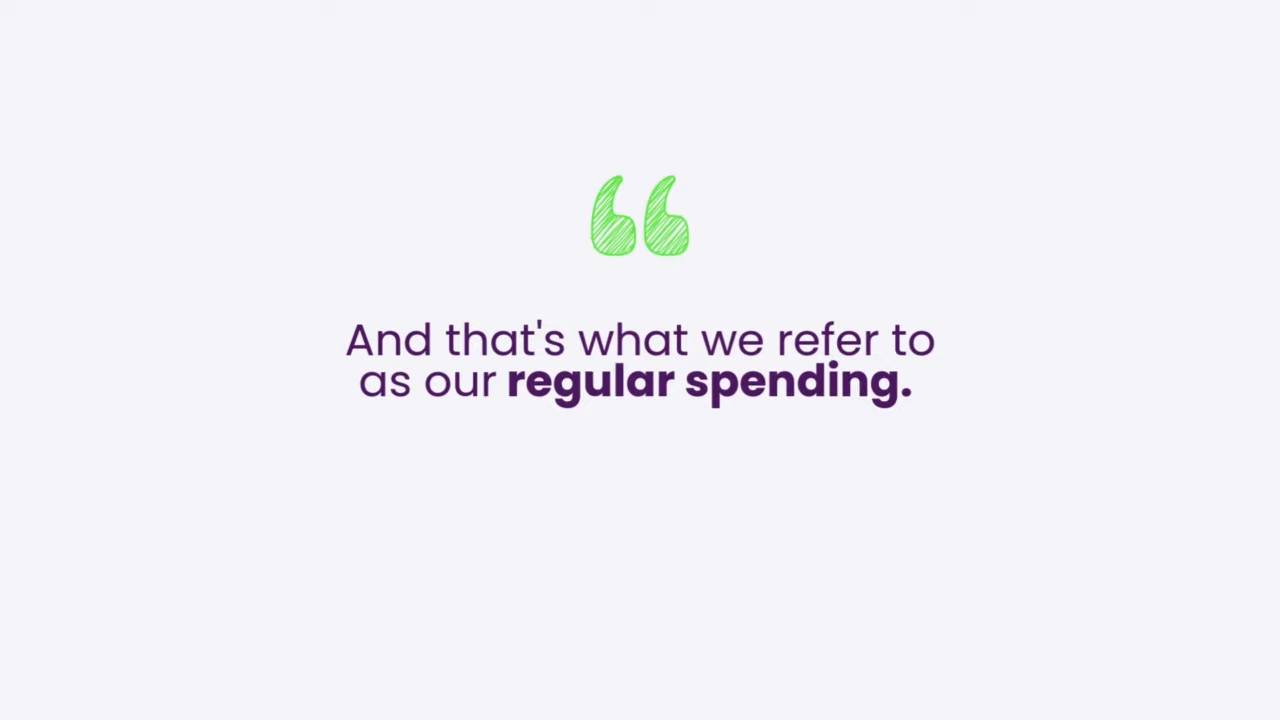 And that's what we refer to
as our regular spending.